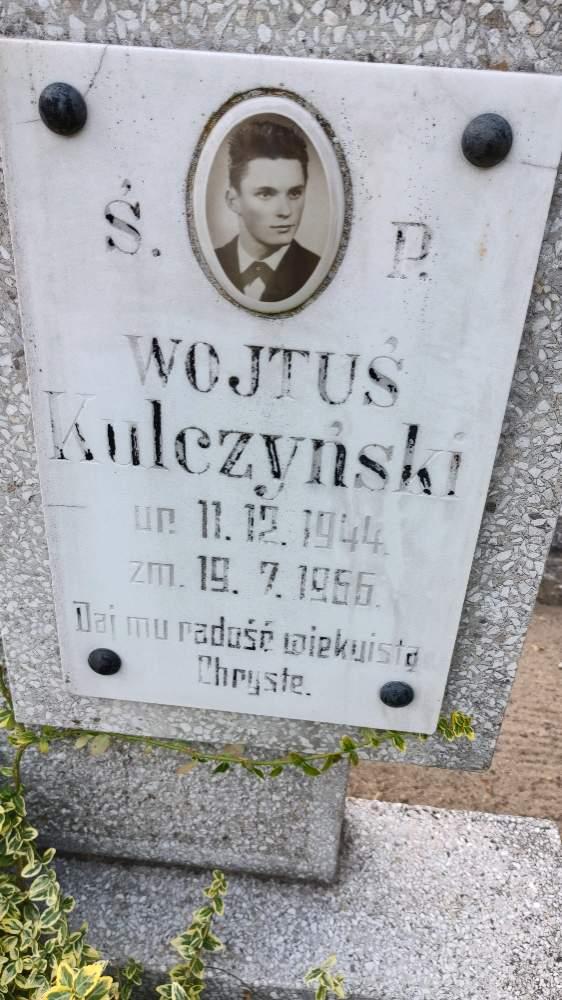 Ś. P.
WOJTUŚ
Kulczyński
ur. 11.12.1944.
zm. 19.7.1966.
Daj mu radość wiekuistą
Chryste.